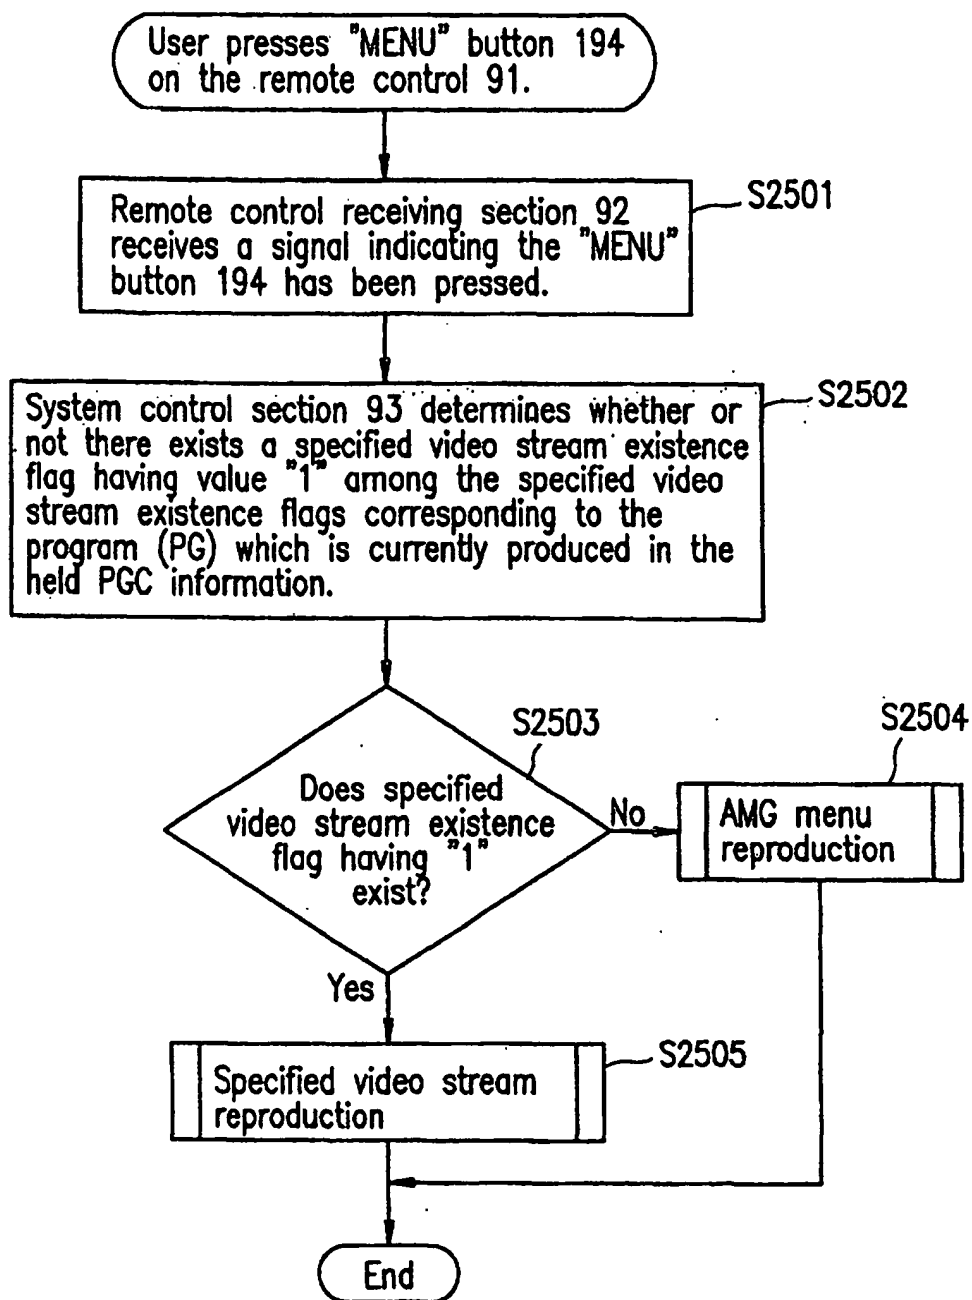 User presses "MENU" button 194
on the remote control 91.
S2501
Remote control receiving section 92
receives a signal indicating the "MENU"
button 194 has been pressed.
S2502
System control section 93 determines whether or
not there exists a specified video stream existence
flag having value "1" among the specified video
stream existence flags corresponding to the
program (PG) which is currently produced in the
held PGC information.
S2503
Does specified
video stream existence
flag having "1"
exist?
No
S2504
AMG menu
reproduction
Yes
S2505
Specified video stream
reproduction
End